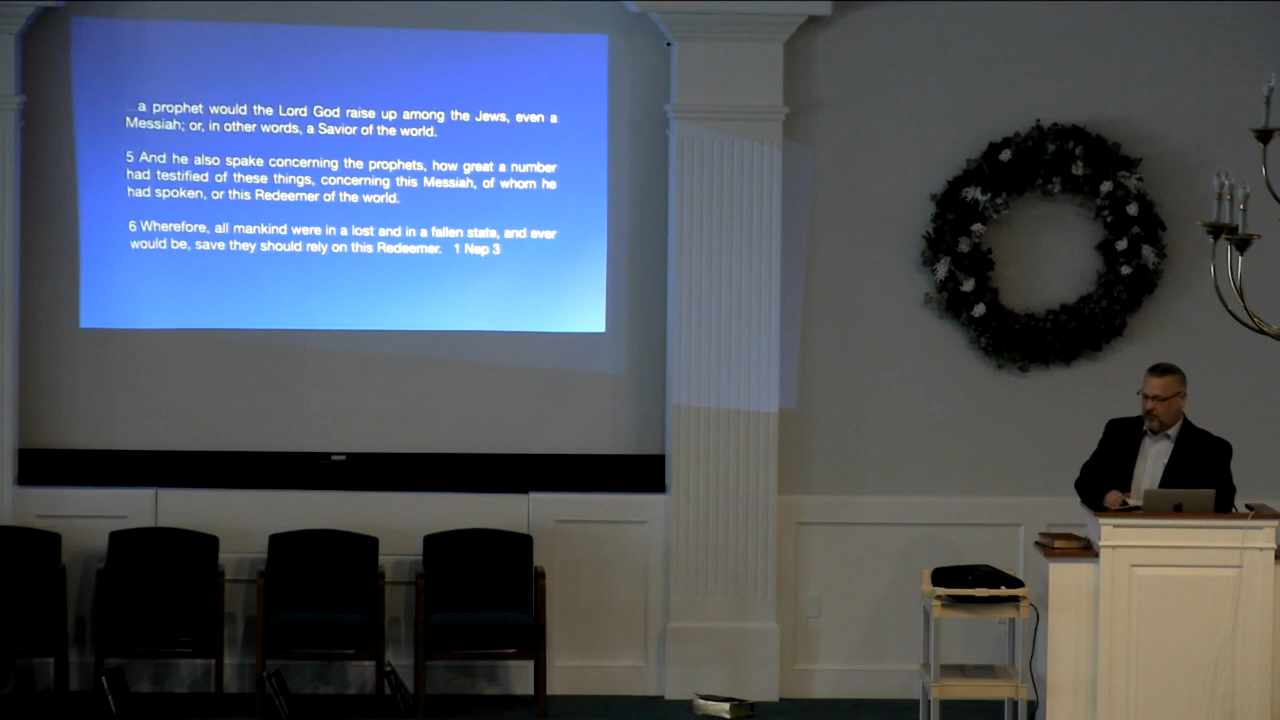 ...a prophet would the Lord God raise up among the Jews, even a
Messiah; or, in other words, a Savior of the world.
5 And he also spake concerning the prophets, how great a number
had testified of these things, concerning this Messiah, of whom he
had spoken, or this Redeemer of the world.
6 Wherefore, all mankind were in a lost and in a fallen state, and ever
would be, save they should rely on this Redeemer. 1 Nep 3